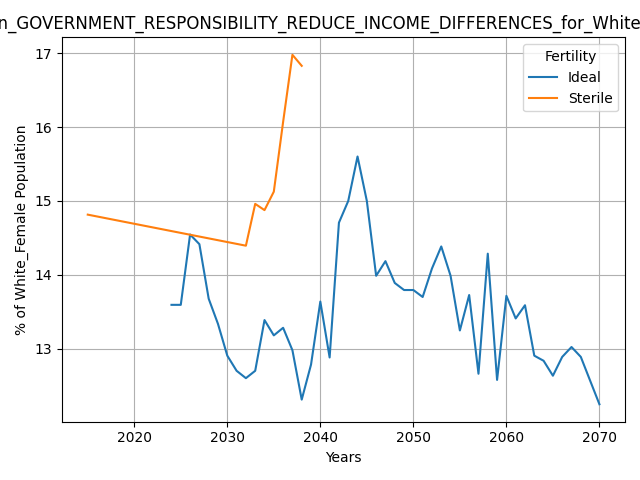 n_GOVERNMENT_RESPONSIBILITY_REDUCE_INCOME_DIFFERENCES_for_White
Fertility
Ideal
Sterile
17
16
15
14
13
% of White_Female Population
2020
2030
2040
2050
2060
2070
Years